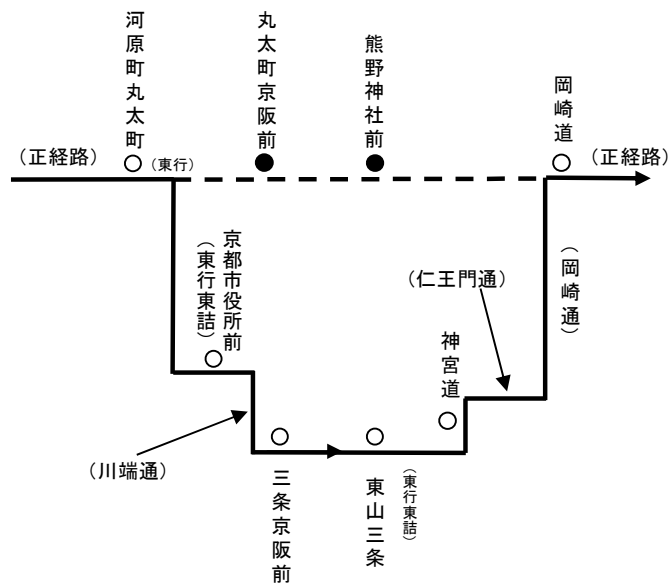 河原町丸太町
丸太町京阪前
熊野神社前
岡崎道
（正経路）
（東行）
（正経路）
京都市役所前
（東行東詰）
（仁王門通）
（岡崎通）
神宮道
（川端通）
三条京阪前
東山三条
（東行東詰）